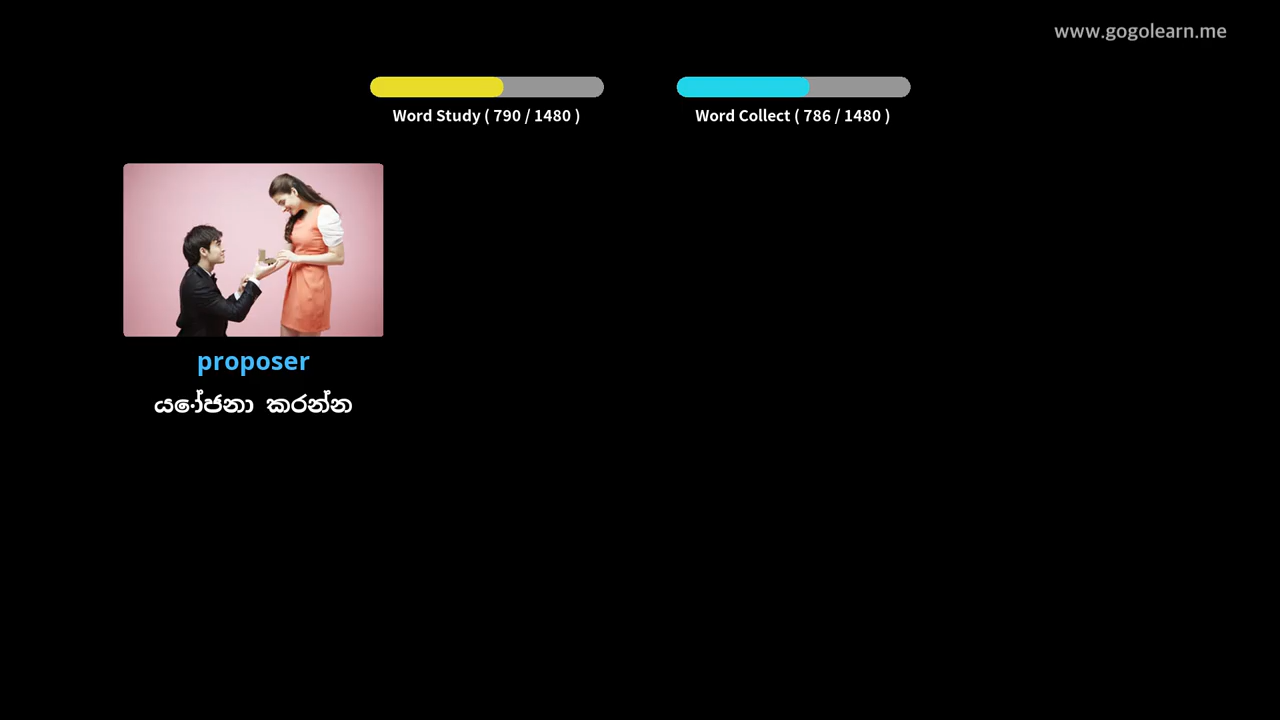 www.gogolearn.me
Word Study ( 790 / 1480 )
Word Collect ( 786 / 1480 )
proposer
යෝජනා කරන්න